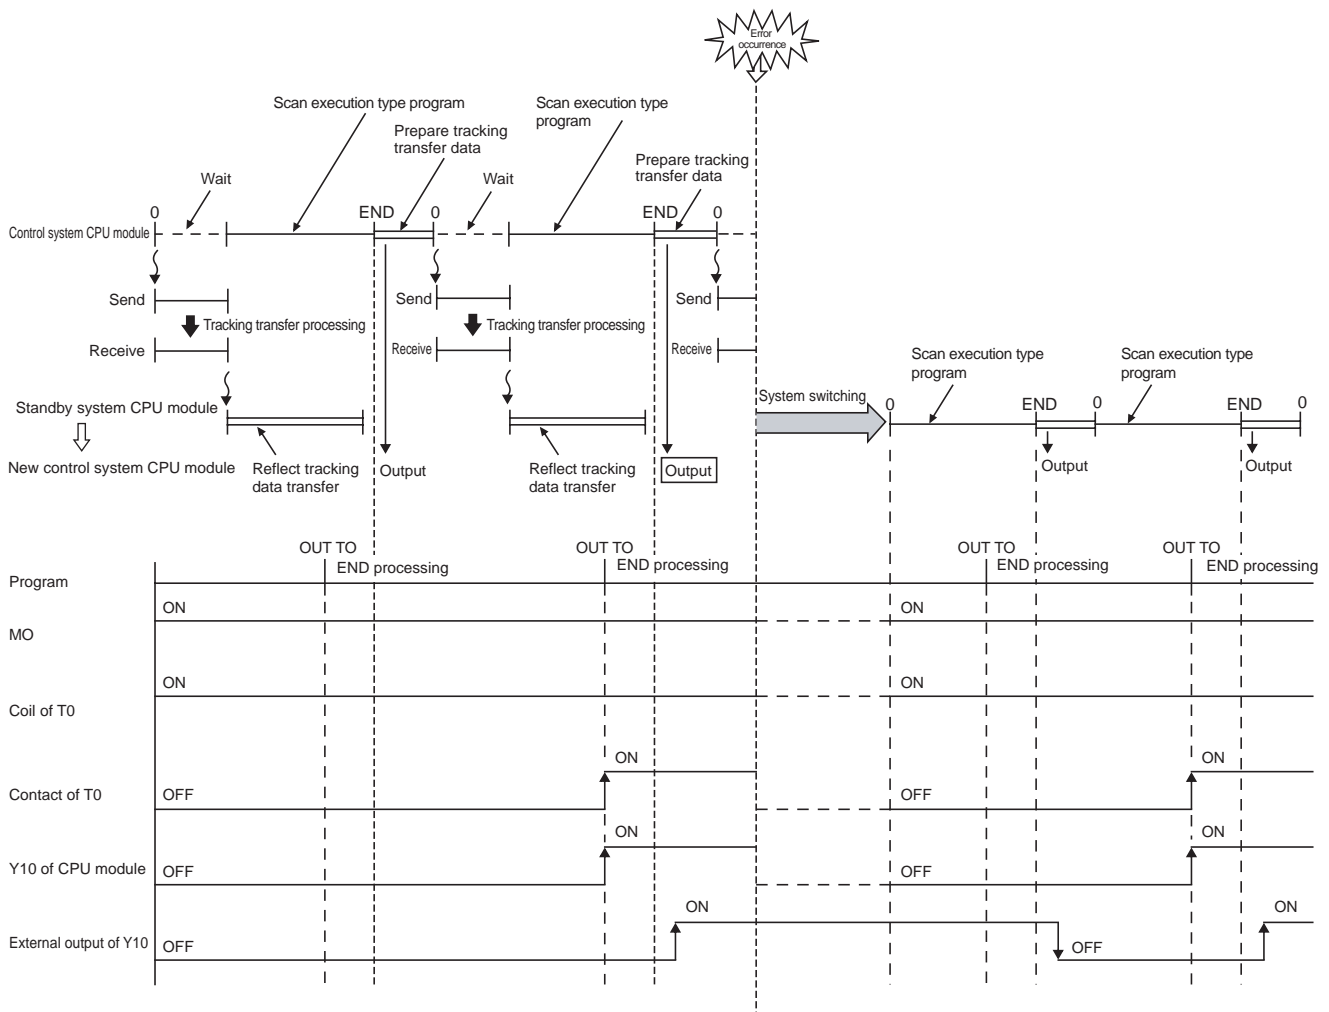 Error
occurrence
Scan execution type program
Scan execution type
program
Prepare tracking
transfer data
Prepare tracking
transfer data
Wait
Wait
0
END
0
END
0
Control system CPU module
Send
Send
Send
Tracking transfer processing
Tracking transfer processing
Receive
Receive
Receive
Scan execution type
program
Scan execution type
program
System switching
0
END
0
END
0
Standby system CPU module
New control system CPU module
Reflect tracking
data transfer
Output
Reflect tracking
data transfer
Output
Output
Output
OUT TO
END processing
OUT TO
END processing
OUT TO
END processing
OUT TO
END processing
Program
ON
ON
MO
ON
ON
Coil of T0
ON
ON
Contact of T0
OFF
OFF
ON
ON
Y10 of CPU module
OFF
OFF
ON
ON
External output of Y10
OFF
OFF